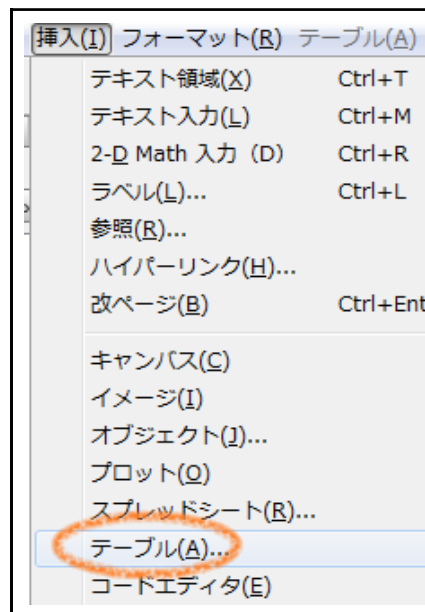 挿入(I) フォーマット(R) テーブル(A)
テキスト領域(X) Ctrl+T
テキスト入力(L) Ctrl+M
2-D Math 入力（D） Ctrl+R
ラベル(L)... Ctrl+L
参照(R)...
ハイパーリンク(H)...
改ページ(B) Ctrl+Ent
キャンバス(C)
イメージ(I)
オブジェクト(J)...
プロット(O)
スプレッドシート(R)...
テーブル(A)...
コードエディタ(E)